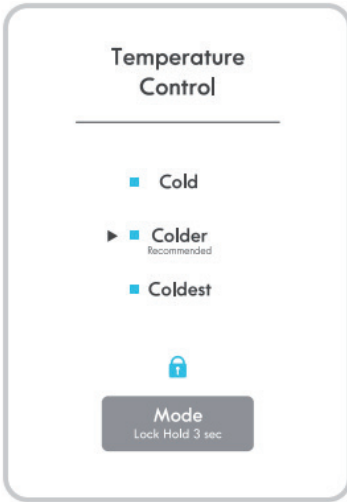 Temperature
Control
Cold
Colder
Recommended
Coldest
Mode
Lock Hold 3 sec